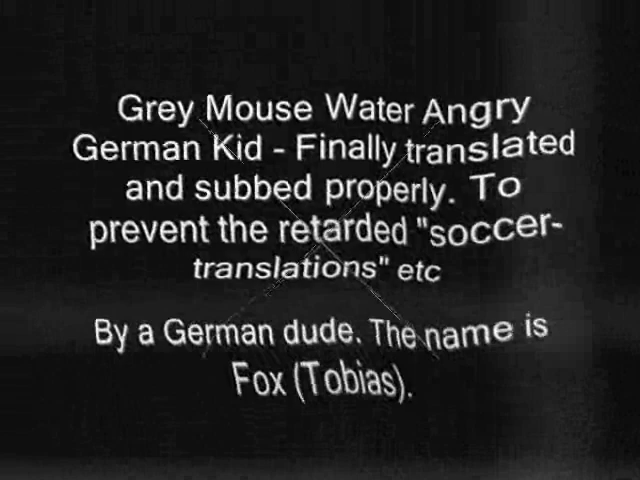 Grey Mouse Water Angry
German Kid - Finally translated
and subbed properly. To
prevent the retarded "soccer-
translations" etc
By a German dude. The name is
Fox (Tobias).